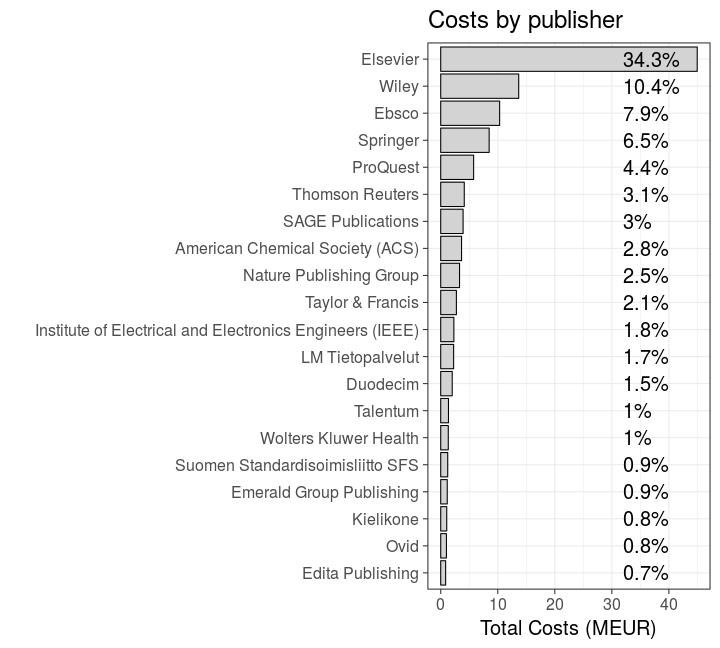 Costs by publisher
Elsevier 34.3%
Wiley 10.4%
Ebsco 7.9%
Springer 6.5%
ProQuest 4.4%
Thomson Reuters 3.1%
SAGE Publications 3%
American Chemical Society (ACS) 2.8%
Nature Publishing Group 2.5%
Taylor & Francis 2.1%
Institute of Electrical and Electronics Engineers (IEEE) 1.8%
LM Tietopalvelut 1.7%
Duodecim 1.5%
Talentum 1%
Wolters Kluwer Health 1%
Suomen Standardisoimisliitto SFS 0.9%
Emerald Group Publishing 0.9%
Kielikone 0.8%
Ovid 0.8%
Edita Publishing 0.7%
0 10 20 30 40
Total Costs (MEUR)